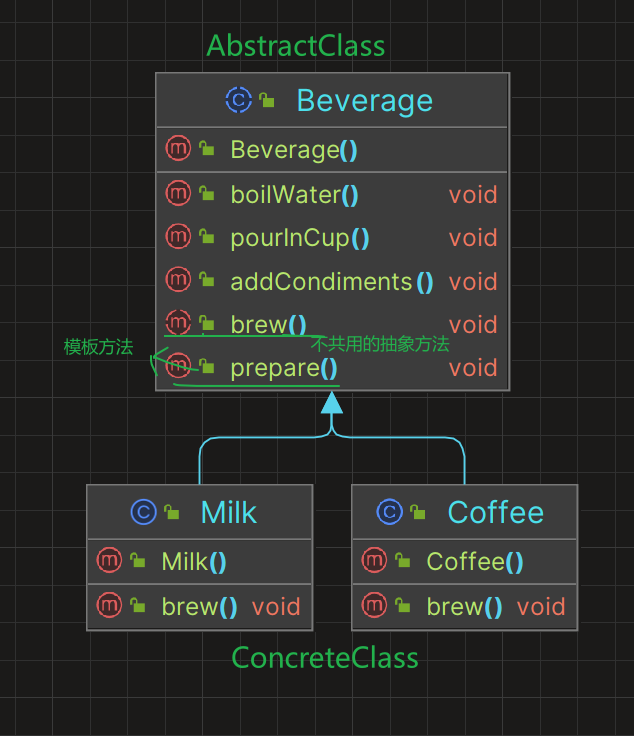 AbstractClass
Beverage
Beverage()
boilWater() void
pourInCup() void
addCondiments() void
brew() void
不共用的抽象方法
模板方法
prepare() void
Milk
Milk()
brew() void
Coffee
Coffee()
brew() void
ConcreteClass